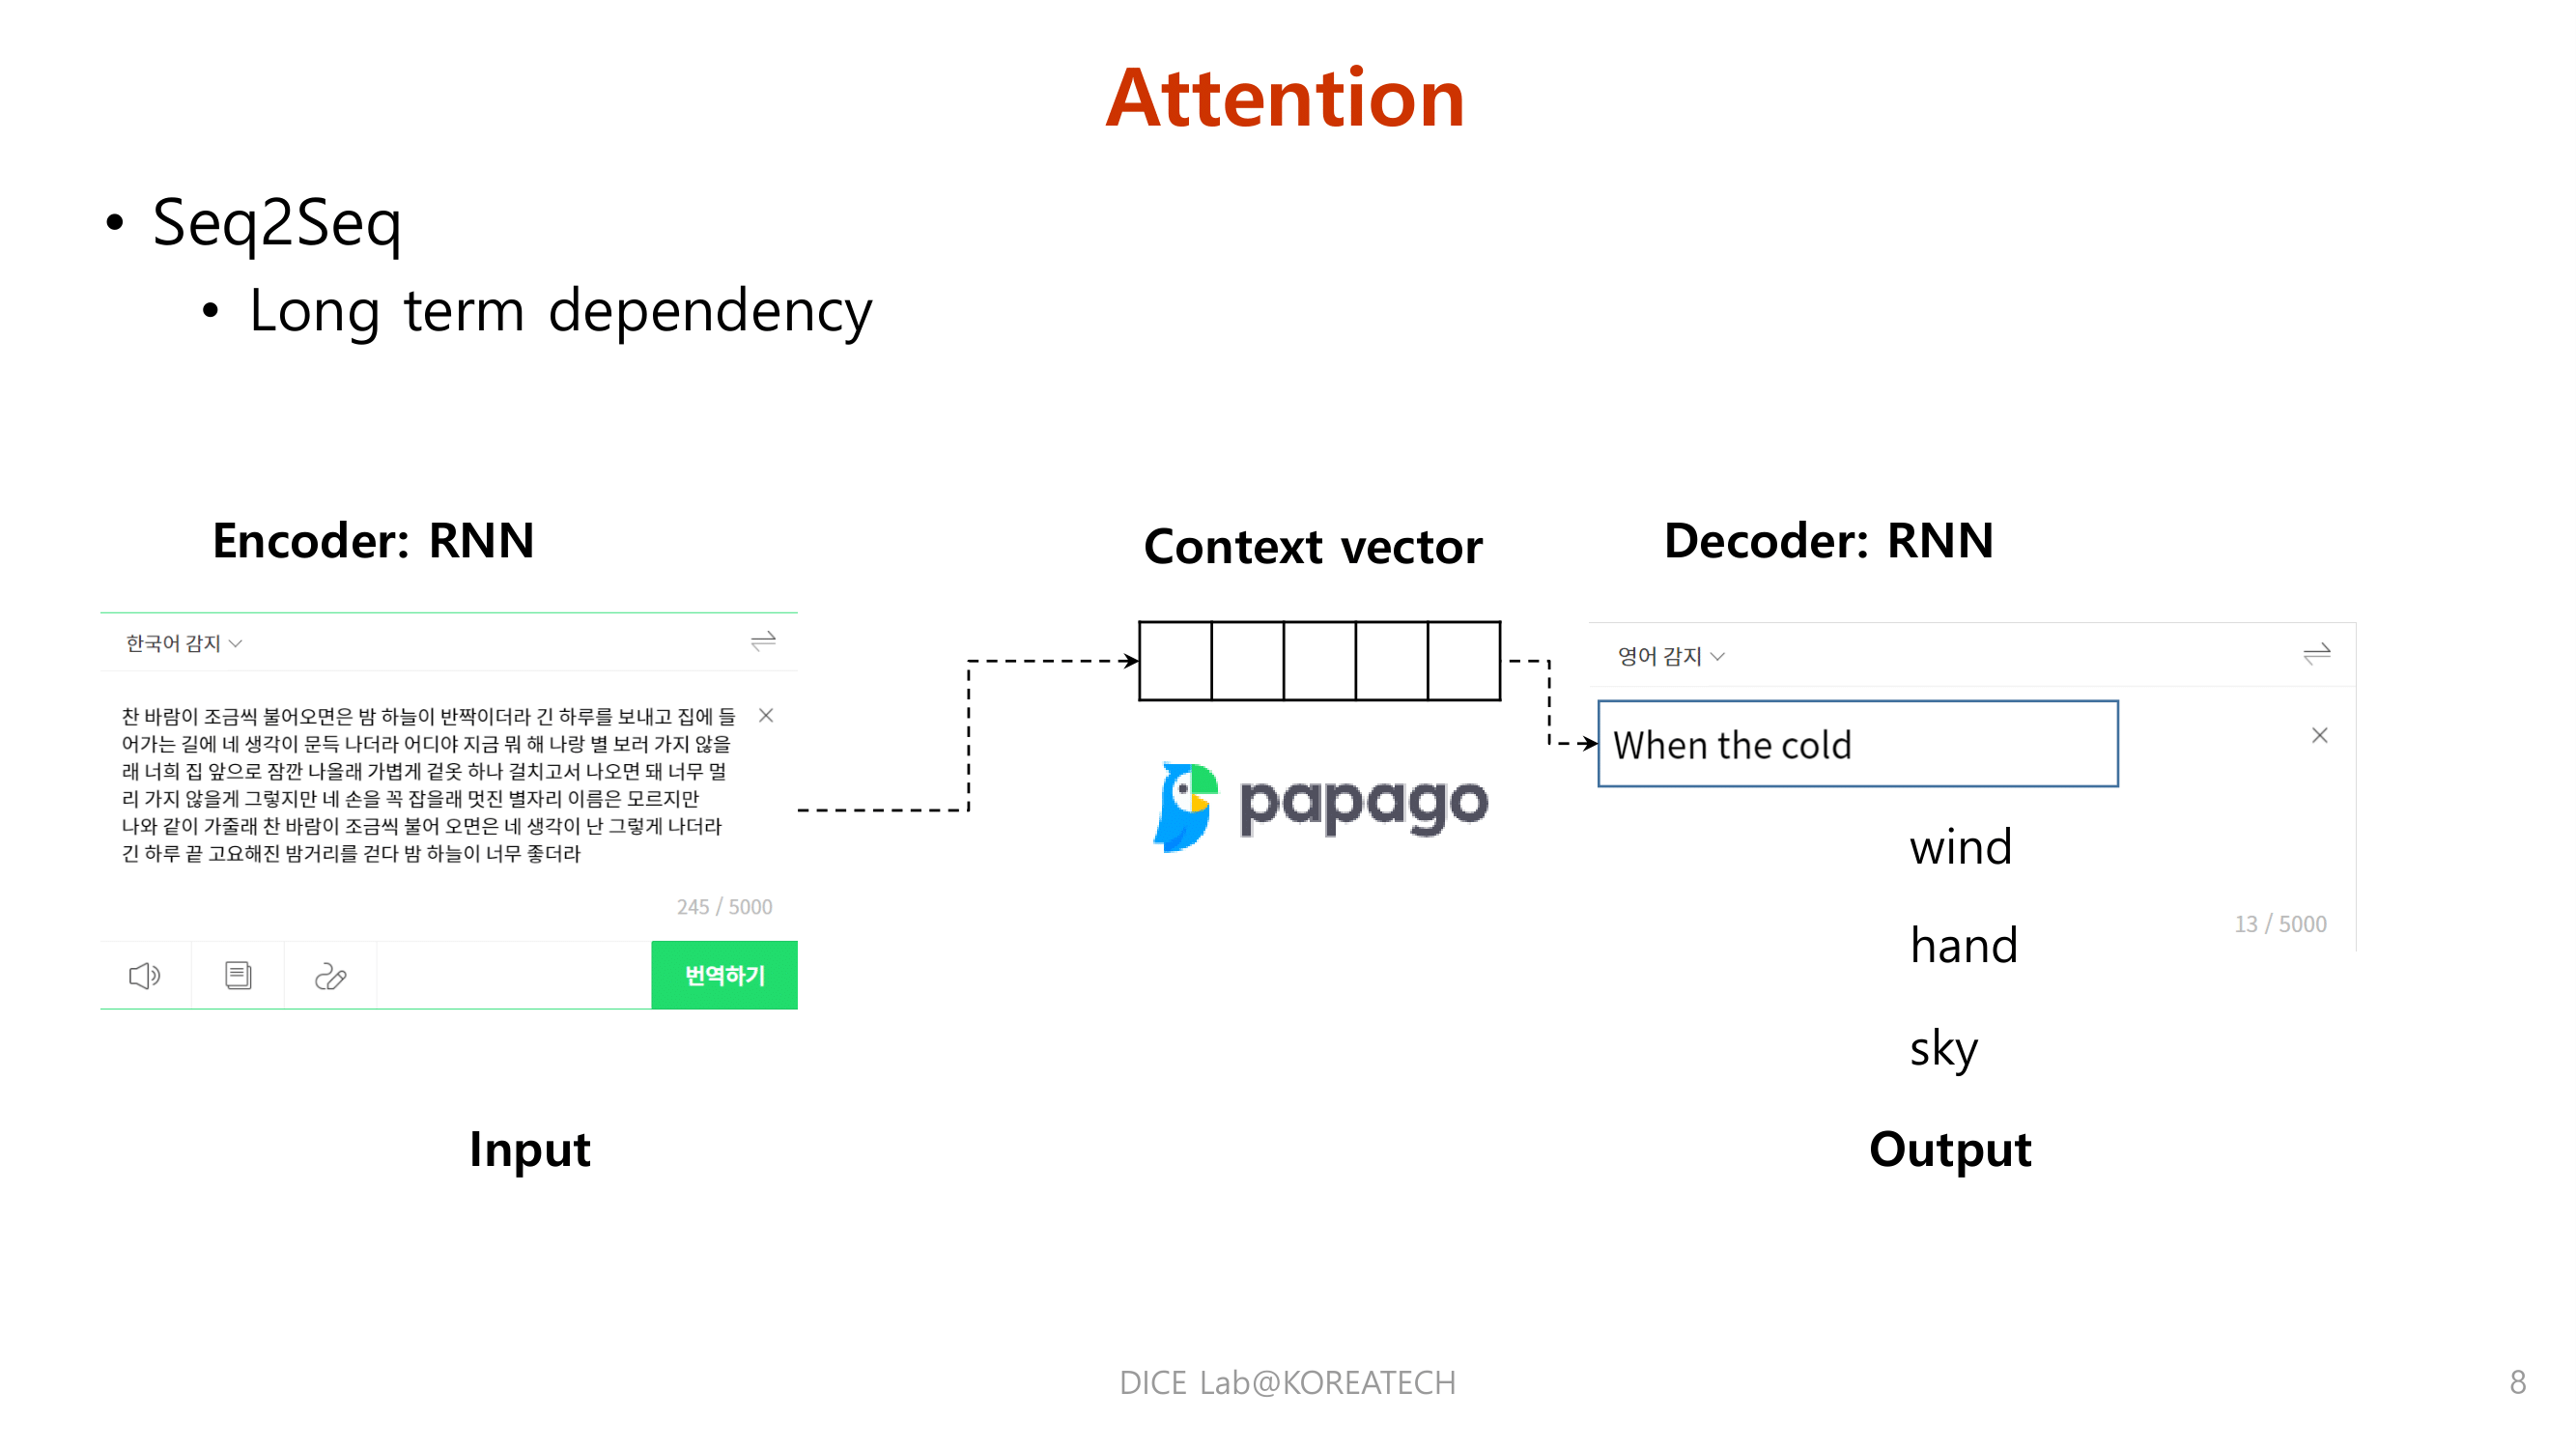 Attention
• Seq2Seq
• Long term dependency
Encoder: RNN
Context vector
Decoder: RNN
한국어 감지
찬 바람이 조금씩 불어오면은 밤 하늘이 반짝이더라 긴 하루를 보내고 집에 들
어가는 길에 네 생각이 문득 나더라 어디야 지금 뭐 해 나랑 별 보러 가지 않을
래 너희 집 앞으로 잠깐 나올래 가볍게 겉옷 하나 걸치고서 나오면 돼 너무 멀
리 가지 않을게 그렇지만 네 손을 꼭 잡을래 멋진 별자리 이름은 모르지만
나와 같이 가줄래 찬 바람이 조금씩 불어 오면은 네 생각이 난 그렇게 나더라
긴 하루 끝 고요해진 밤거리를 걷다 밤 하늘이 너무 좋더라
245 / 5000
번역하기
papago
영어 감지
When the cold
wind
hand
sky
13 / 5000
Input
Output
DICE Lab@KOREATECH
8